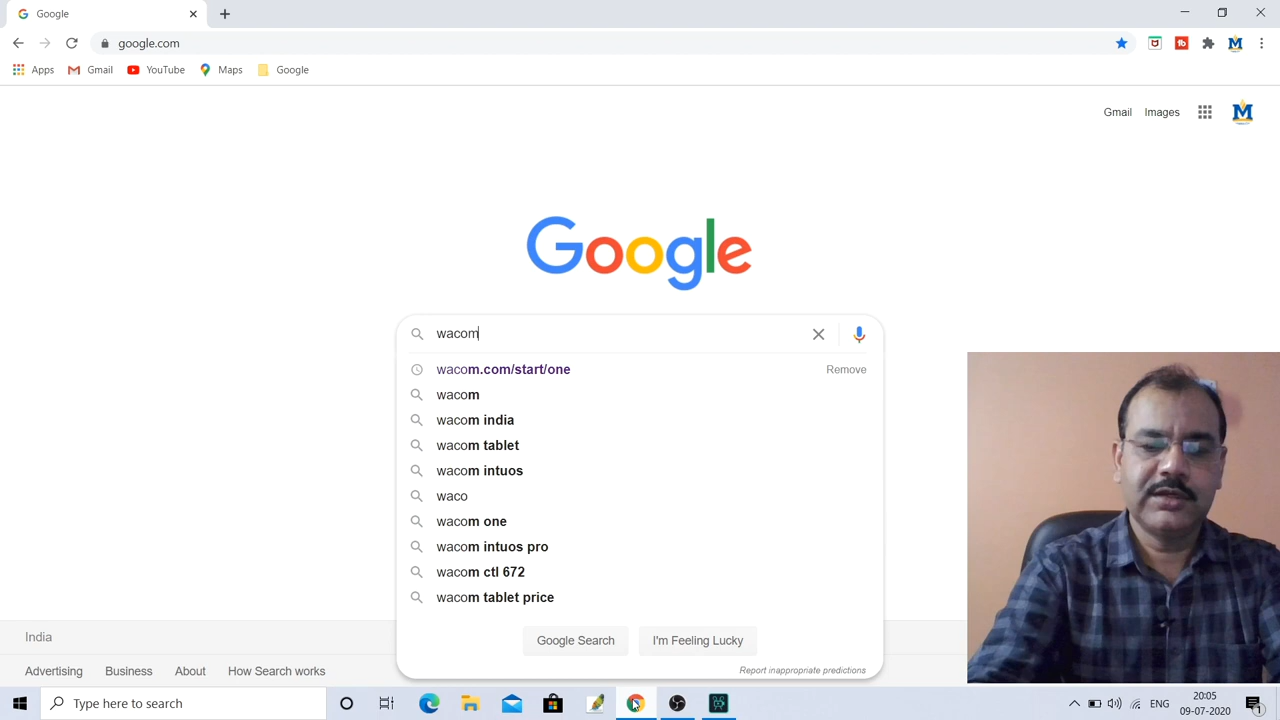 Google
google.com
Apps Gmail YouTube Maps Google
Gmail Images
M
Google
wacom
wacom.com/start/one Remove
wacom
wacom india
wacom tablet
wacom intuos
waco
wacom one
wacom intuos pro
wacom ctl 672
wacom tablet price
Google Search I'm Feeling Lucky
Report inappropriate predictions
India
Advertising Business About How Search works
Type here to search
ENG
20:05
09-07-2020
1